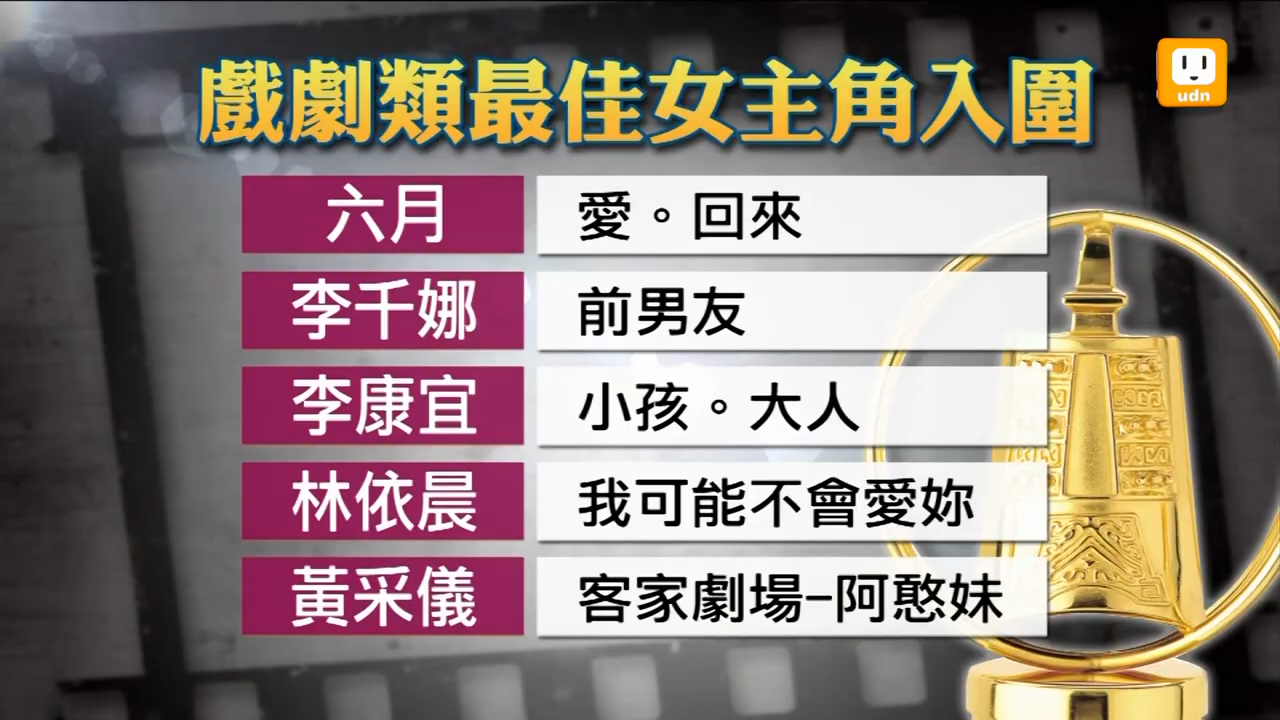 戲劇類最佳女主角入圍
udn
六月 愛。回來
李千娜 前男友
李康宜 小孩。大人
林依晨 我可能不會愛妳
黃采儀 客家劇場-阿憨妹